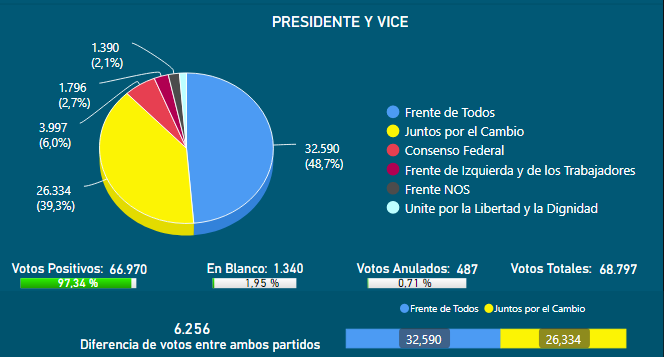 PRESIDENTE Y VICE
1.390
(2,1%)
1.796
(2,7%)
3.997
(6,0%)
26.334
(39,3%)
32.590
(48,7%)
Frente de Todos
Juntos por el Cambio
Consenso Federal
Frente de Izquierda y de los Trabajadores
Frente NOS
Unite por la Libertad y la Dignidad
Votos Positivos: 66.970
97,34 %
En Blanco: 1.340
1.95 %
Votos Anulados: 487
0,71 %
Votos Totales: 68.797
6.256
Diferencia de votos entre ambos partidos
Frente de Todos Juntos por el Cambio
32,590 26,334